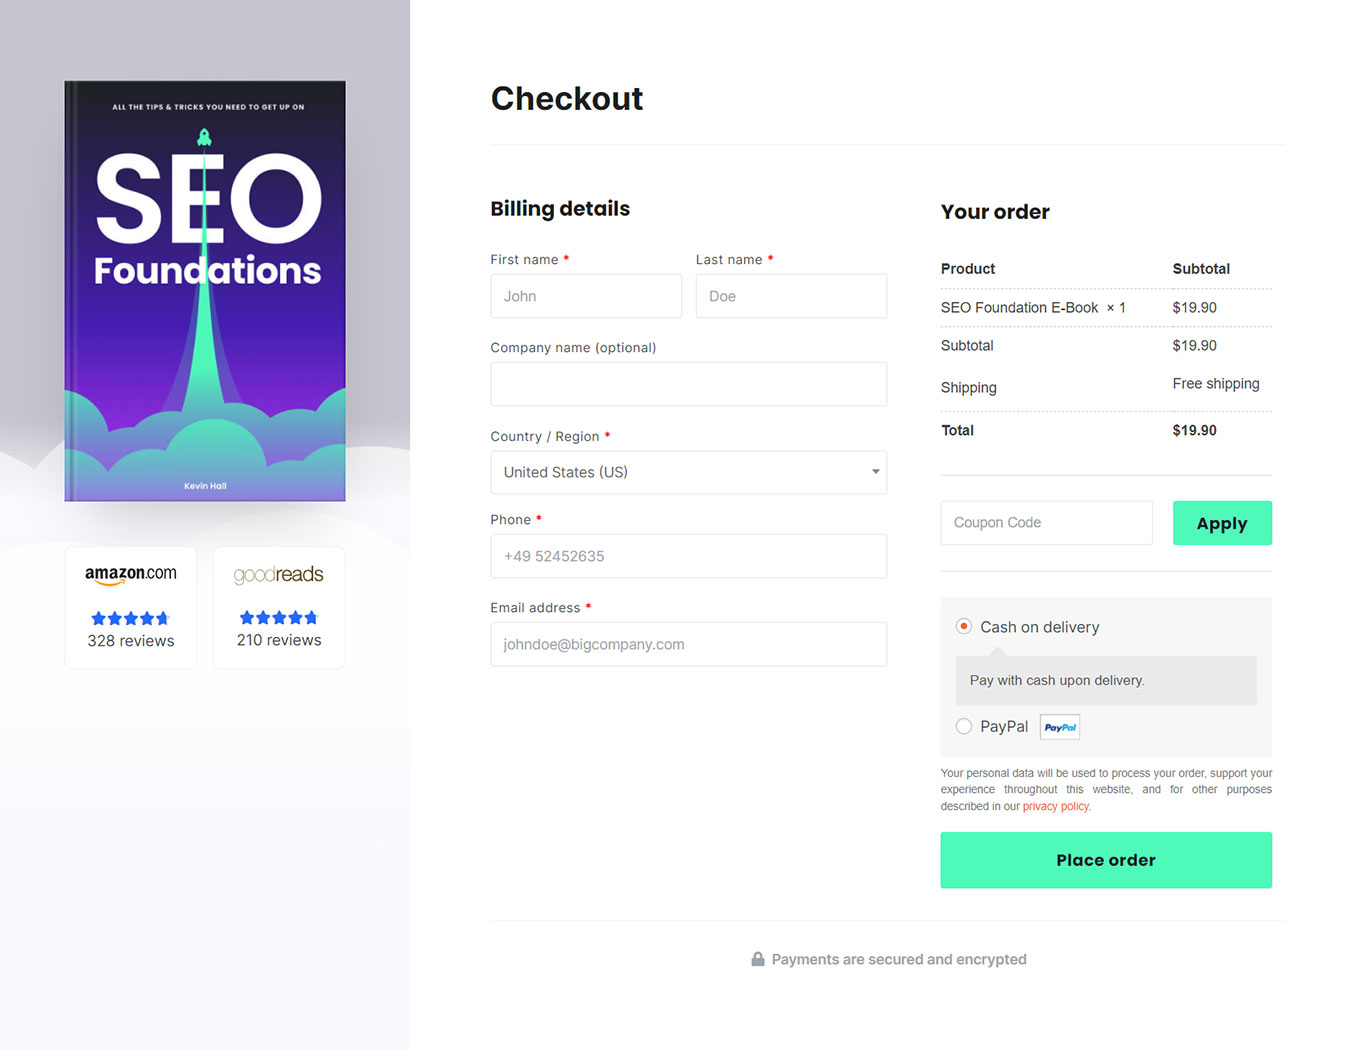 ALL THE TIPS & TRICKS YOU NEED TO GET UP ON
SEO
Foundations
Kevin Hall
amazon.com
328 reviews
goodreads
210 reviews
Checkout
Billing details
First name *
Last name *
John
Doe
Company name (optional)
Country / Region *
United States (US)
Phone *
+49 52452635
Email address *
johndoe@bigcompany.com
Your order
Product Subtotal
SEO Foundation E-Book × 1 $19.90
Subtotal $19.90
Shipping Free shipping
Total $19.90
Coupon Code
Apply
Cash on delivery
Pay with cash upon delivery.
PayPal PayPal
Your personal data will be used to process your order, support your
experience throughout this website, and for other purposes
described in our privacy policy.
Place order
Payments are secured and encrypted